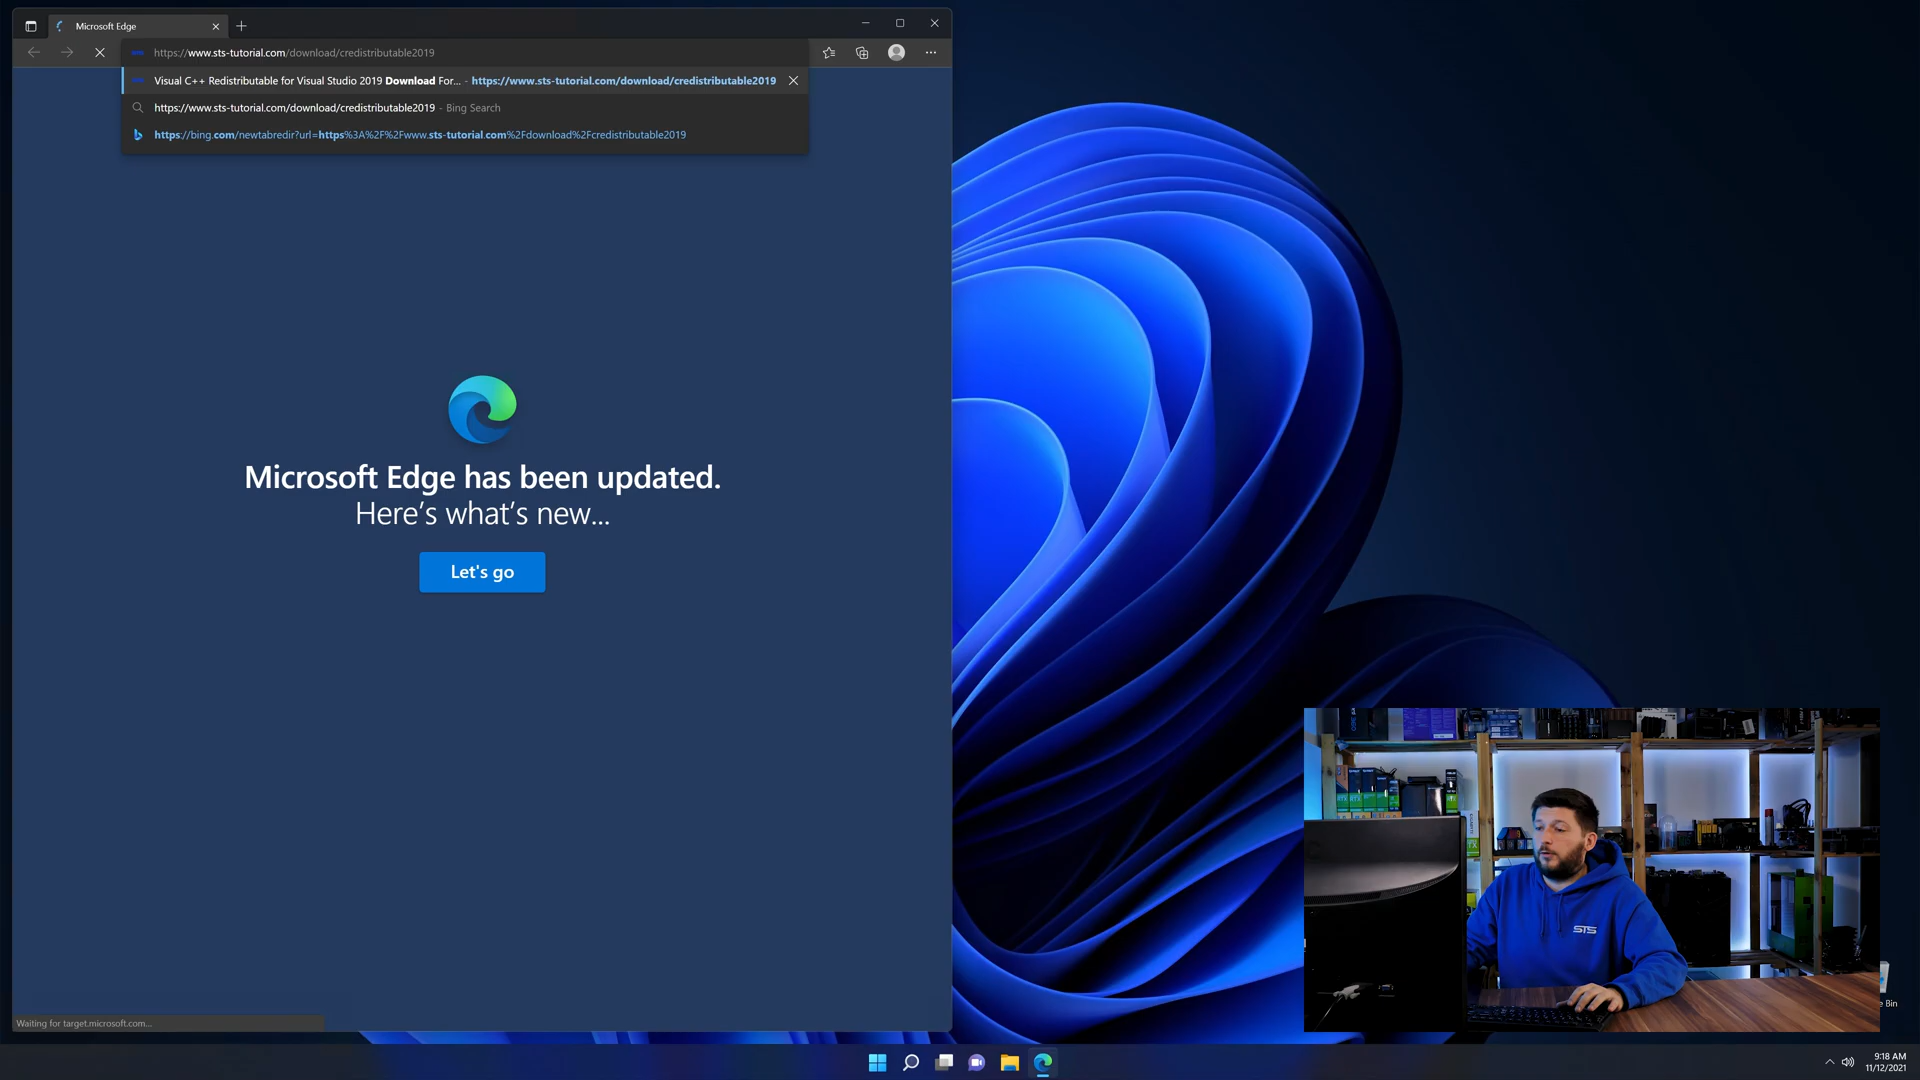 Microsoft Edge
https://www.sts-tutorial.com/download/credistributable2019
Visual C++ Redistributable for Visual Studio 2019 Download For... - https://www.sts-tutorial.com/download/credistributable2019
https://www.sts-tutorial.com/download/credistributable2019 - Bing Search
https://bing.com/newtabredir?url=https%3A%2F%2Fwww.sts-tutorial.com%2Fdownload%2Fcredistributable2019
Microsoft Edge has been updated.
Here's what's new...
Let's go
STS
Bin
Waiting for target.microsoft.com...
9:18 AM
11/12/2021